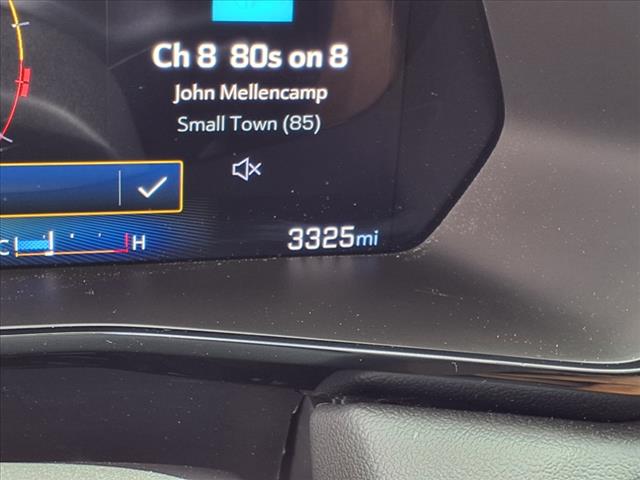 Ch 8 80s on 8
John Mellencamp
Small Town (85)
C H
3325mi